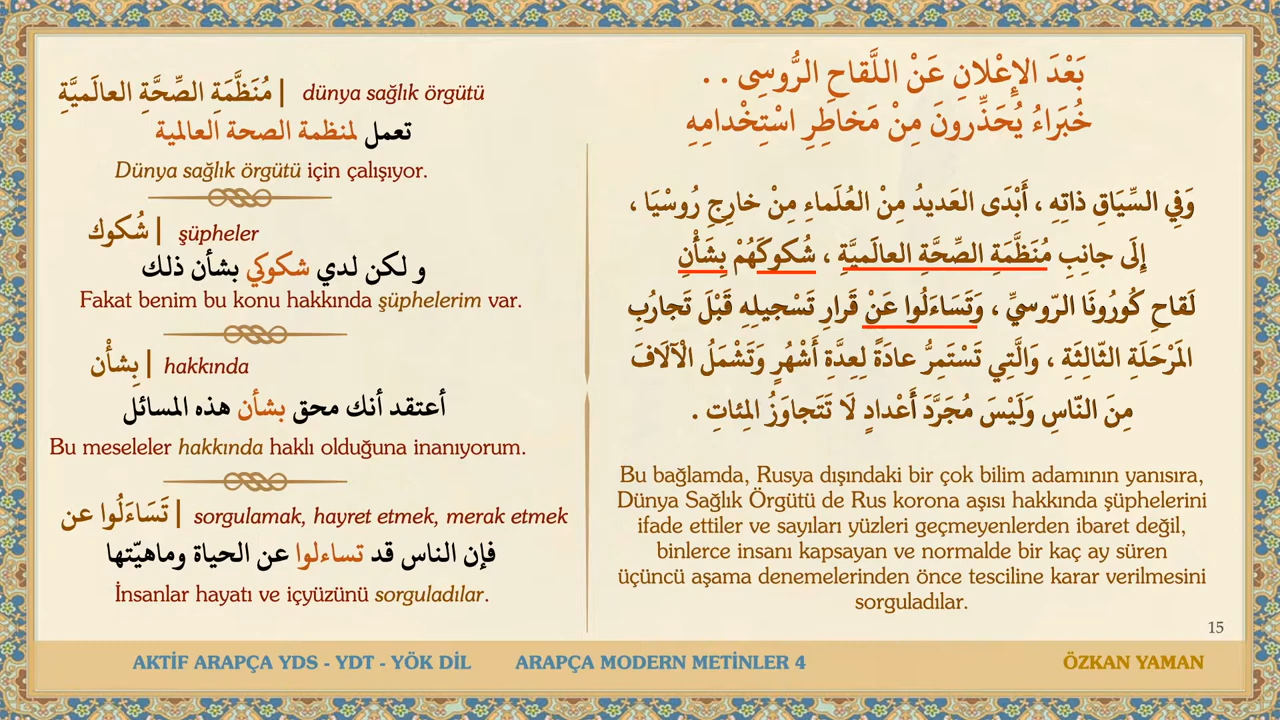 بَعْدَ الإِعْلانِ عَنْ اللَّقاحِ الرُّوسِى . .
خُبَراءُ يُحَذِّرونَ مِنْ مَخاطِرِ اسْتِخْدامِهِ
وَفِي السِّيَاقِ ذاتِهِ ، أَبْدَى العَديدُ مِنْ العُلَماءِ مِنْ خارِجِ رُوسْيَا ،
إِلَى جانِبِ مُنَظَّمَةِ الصِّحَّةِ العالَميَّةِ ، شُكوكَهُمْ بِشَأْنِ
لَقاحِ كُورُونَا الرّوسيِّ ، وَتَسَاءَلُوا عَنْ قَرارِ تَسْجيلِهِ قَبْلَ تَجارُبِ
المَرْحَلَةِ الثّالِثَةِ ، وَالَّتِي تَسْتَمِرُّ عادَةً لِعِدَّةِ أَشْهُرٍ وَتَشْمَلُ الْآلَافَ
مِنَ النّاسِ وَلَيْسَ مُجَرَّدَ أَعْدادٍ لَا تَتَجاوَزُ المِئاتِ .
Bu bağlamda, Rusya dışındaki bir çok bilim adamının yanısıra,
Dünya Sağlık Örgütü de Rus korona aşısı hakkında şüphelerini
ifade ettiler ve sayıları yüzleri geçmeyenlerden ibaret değil,
binlerce insanı kapsayan ve normalde bir kaç ay süren
üçüncü aşama denemelerinden önce tesciline karar verilmesini
sorguladılar.
مُنَظَّمَةِ الصِّحَّةِ العالَميَّةِ | dünya sağlık örgütü
تعمل لمنظمة الصحة العالمية
Dünya sağlık örgütü için çalışıyor.
شُكوك | şüpheler
و لكن لدي شكوكي بشأن ذلك
Fakat benim bu konu hakkında şüphelerim var.
بِشأْن | hakkında
أعتقد أنك محق بشأن هذه المسائل
Bu meseleler hakkında haklı olduğuna inanıyorum.
تَسَاءَلُوا عن | sorgulamak, hayret etmek, merak etmek
فإن الناس قد تساءلوا عن الحياة وماهيّتها
İnsanlar hayatı ve içyüzünü sorguladılar.
15
AKTİF ARAPÇA YDS - YDT - YÖK DİL ARAPÇA MODERN METİNLER 4 ÖZKAN YAMAN